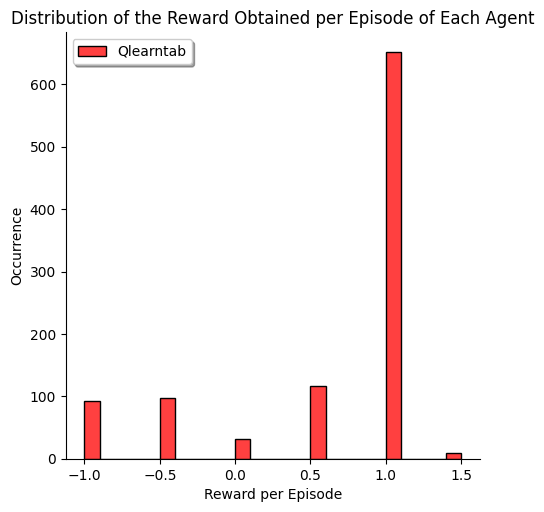 Distribution of the Reward Obtained per Episode of Each Agent
Qlearntab
600
500
400
300
200
100
0
Occurrence
−1.0 −0.5 0.0 0.5 1.0 1.5
Reward per Episode